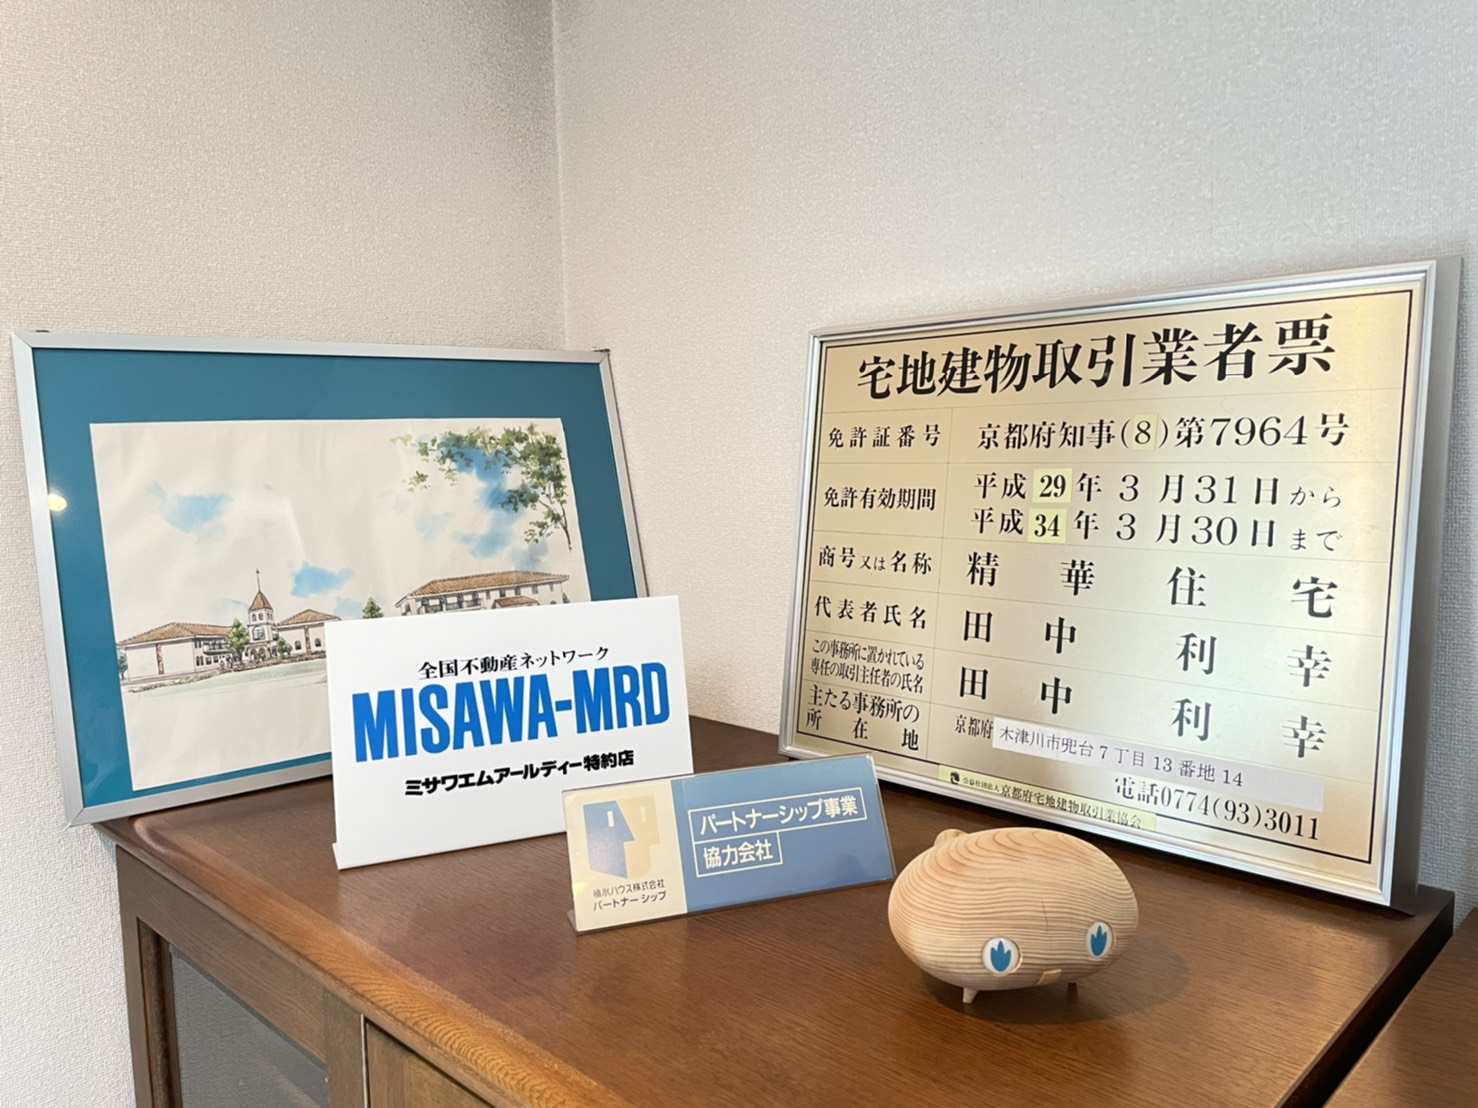 全国不動産ネットワーク
MISAWA-MRD
ミサワエムアールディー特約店
積水ハウス株式会社
パートナーシップ
パートナーシップ事業
協力会社
宅地建物取引業者票
免許証番号 京都府知事(8)第7964号
免許有効期間 平成29年3月31日から
平成34年3月30日まで
商号又は名称 精華住宅
代表者氏名 田中利幸
この事務所に置かれている
専任の取引主任者の氏名 田中利幸
主たる事務所の
所在地 京都府木津川市兜台7丁目13番地14
電話0774(93)3011
公益社団法人京都府宅地建物取引業協会